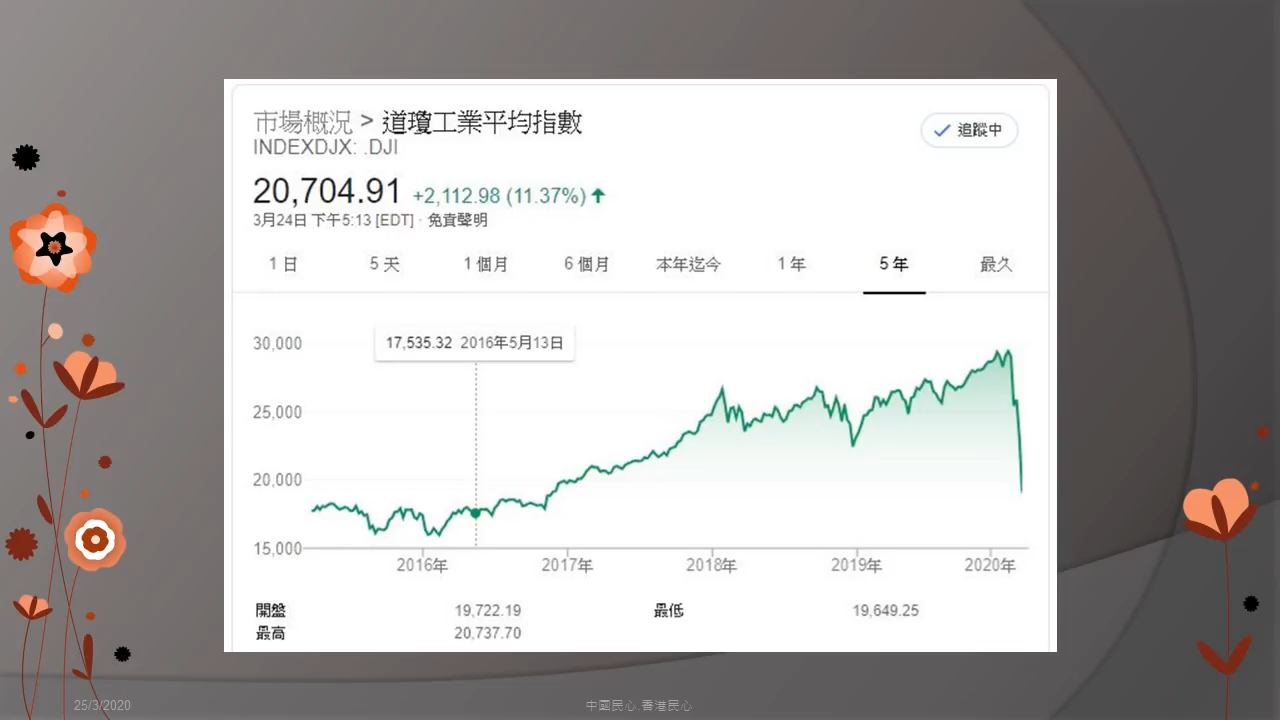 市場概況 > 道瓊工業平均指數
INDEXDJX: .DJI
追蹤中
20,704.91 +2,112.98 (11.37%)
3月24日 下午5:13 [EDT] · 免責聲明
1 日 5 天 1 個月 6 個月 本年迄今 1 年 5 年 最久
17,535.32 2016年5月13日
30,000
25,000
20,000
15,000
2016年 2017年 2018年 2019年 2020年
開盤 19,722.19 最低 19,649.25
最高 20,737.70
25/3/2020 中國民心.香港民心